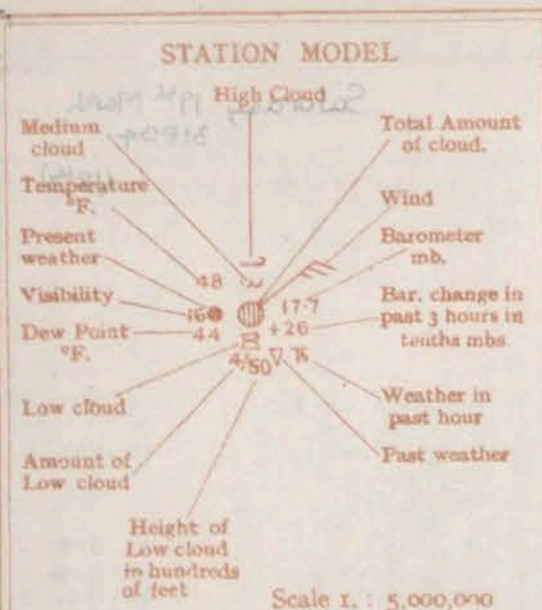 STATION MODEL
High Cloud
Medium
cloud
Total Amount
of cloud.
Temperature
°F.
Wind
Present
weather
Barometer
mb.
Visibility
Bar. change in
past 3 hours in
tenths mbs.
Dew Point
°F.
48
16
17·7
44
+26
4/50
Low cloud
Weather in
past hour
Amount of
Low cloud
Past weather
Height of
Low cloud
in hundreds
of feet
Scale 1. : 5,000,000